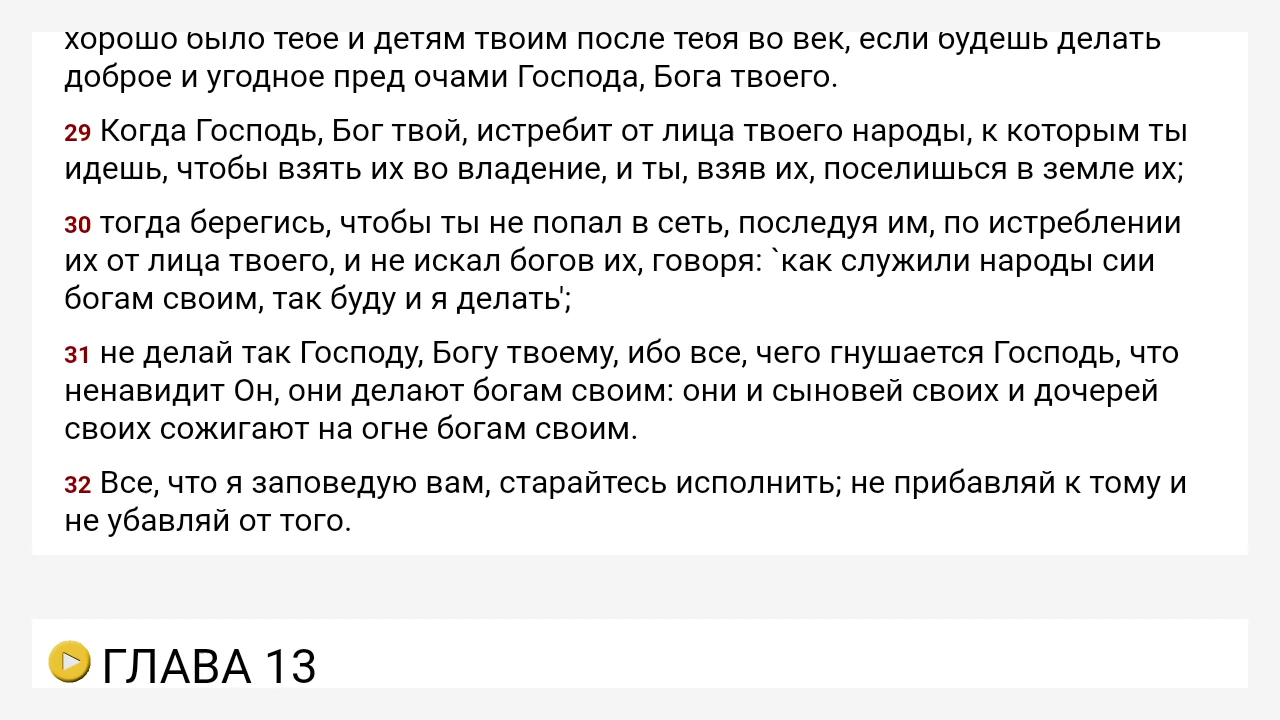 хорошо было тебе и детям твоим после тебя во век, если будешь делать
доброе и угодное пред очами Господа, Бога твоего.
29 Когда Господь, Бог твой, истребит от лица твоего народы, к которым ты
идешь, чтобы взять их во владение, и ты, взяв их, поселишься в земле их;
30 тогда берегись, чтобы ты не попал в сеть, последуя им, по истреблении
их от лица твоего, и не искал богов их, говоря: `как служили народы сии
богам своим, так буду и я делать';
31 не делай так Господу, Богу твоему, ибо все, чего гнушается Господь, что
ненавидит Он, они делают богам своим: они и сыновей своих и дочерей
своих сожигают на огне богам своим.
32 Все, что я заповедую вам, старайтесь исполнить; не прибавляй к тому и
не убавляй от того.
ГЛАВА 13